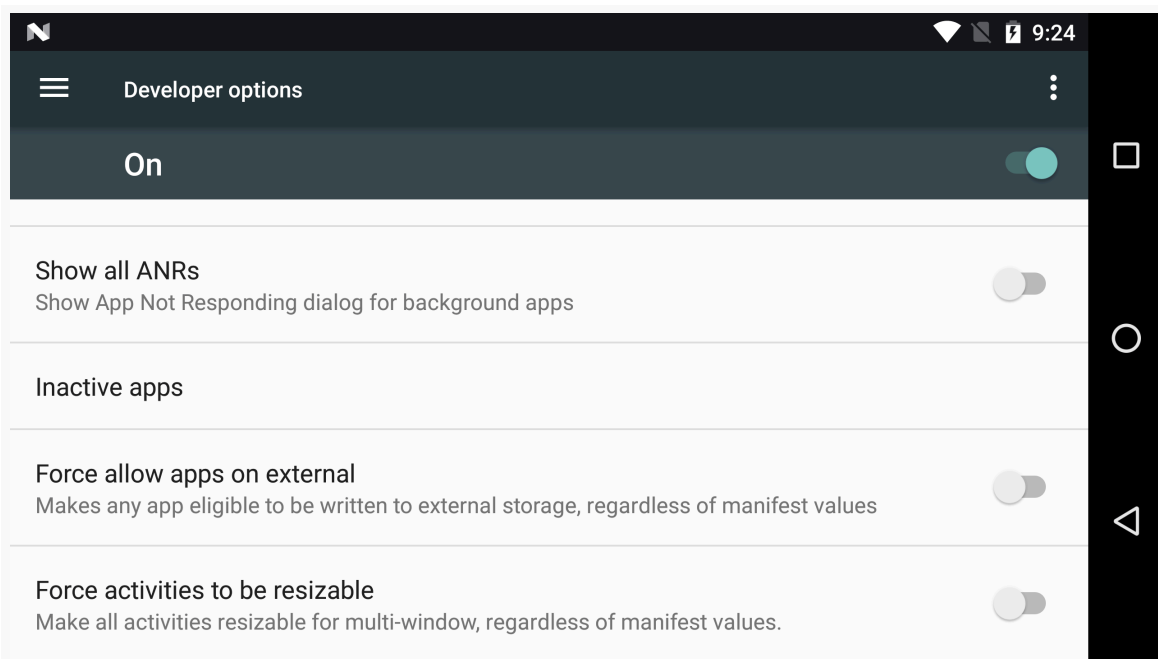 9:24
Developer options
On
Show all ANRs
Show App Not Responding dialog for background apps
Inactive apps
Force allow apps on external
Makes any app eligible to be written to external storage, regardless of manifest values
Force activities to be resizable
Make all activities resizable for multi-window, regardless of manifest values.